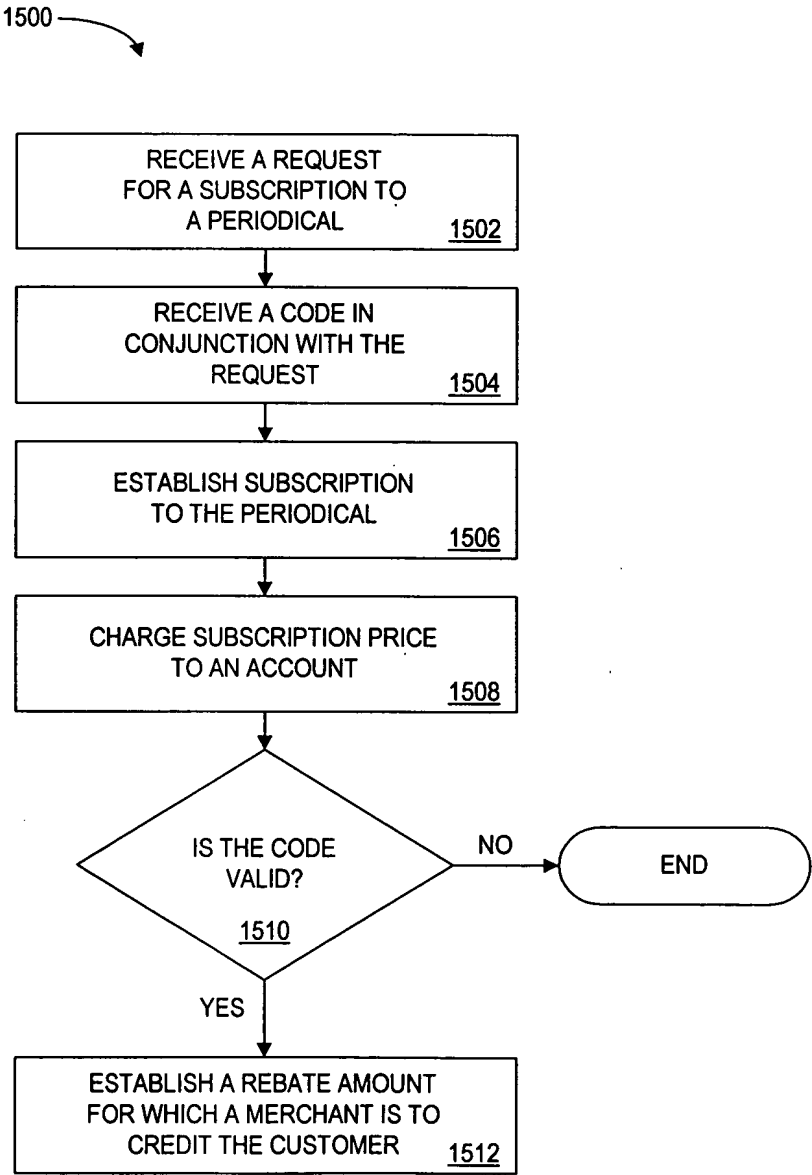 1500
RECEIVE A REQUEST
FOR A SUBSCRIPTION TO
A PERIODICAL
1502
RECEIVE A CODE IN
CONJUNCTION WITH THE
REQUEST
1504
ESTABLISH SUBSCRIPTION
TO THE PERIODICAL
1506
CHARGE SUBSCRIPTION PRICE
TO AN ACCOUNT
1508
IS THE CODE
VALID?
1510
NO
END
YES
ESTABLISH A REBATE AMOUNT
FOR WHICH A MERCHANT IS TO
CREDIT THE CUSTOMER
1512